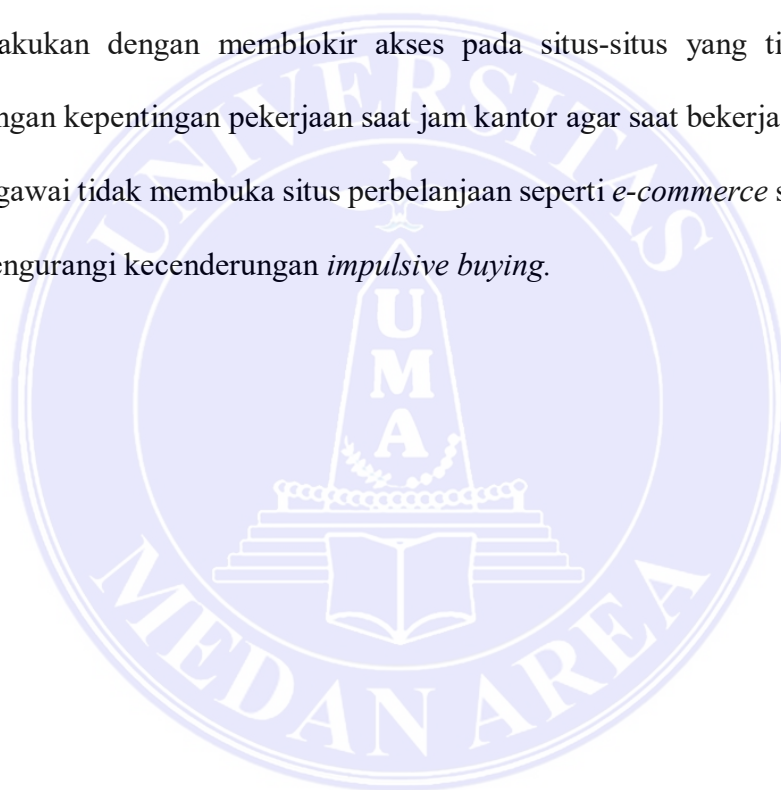 akukan dengan memblokir akses pada situs-situs yang ti
ngan kepentingan pekerjaan saat jam kantor agar saat bekerja
gawai tidak membuka situs perbelanjaan seperti e-commerce s
engurangi kecenderungan impulsive buying.
UNIVERSITAS
UMA
MEDAN AREA